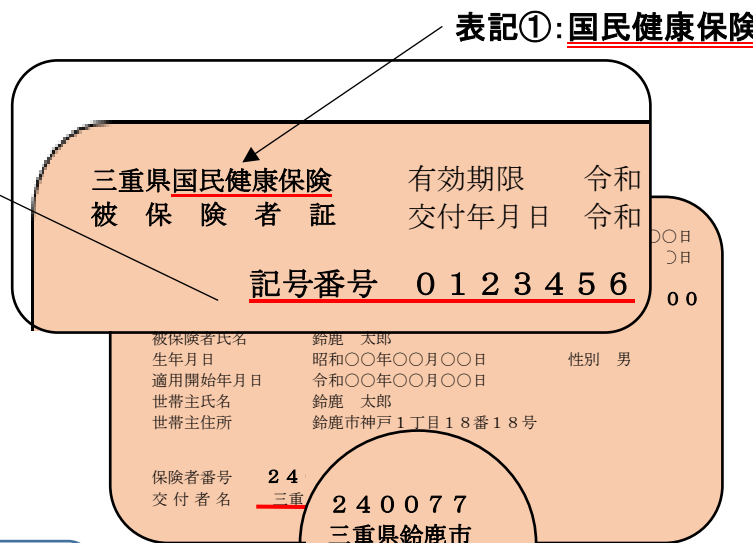 表記①:国民健康保険
三重県国民健康保険 有効期限 令和
被保険者証 交付年月日 令和
〇日
〇日
記号番号 0123456
00
被保険者氏名 鈴鹿 太郎
生年月日 昭和〇〇年〇〇月〇〇日 性別 男
適用開始年月日 令和〇〇年〇〇月〇〇日
世帯主氏名 鈴鹿 太郎
世帯主住所 鈴鹿市神戸1丁目18番18号
保険者番号 24
交付者名 三重
240077
三重県鈴鹿市